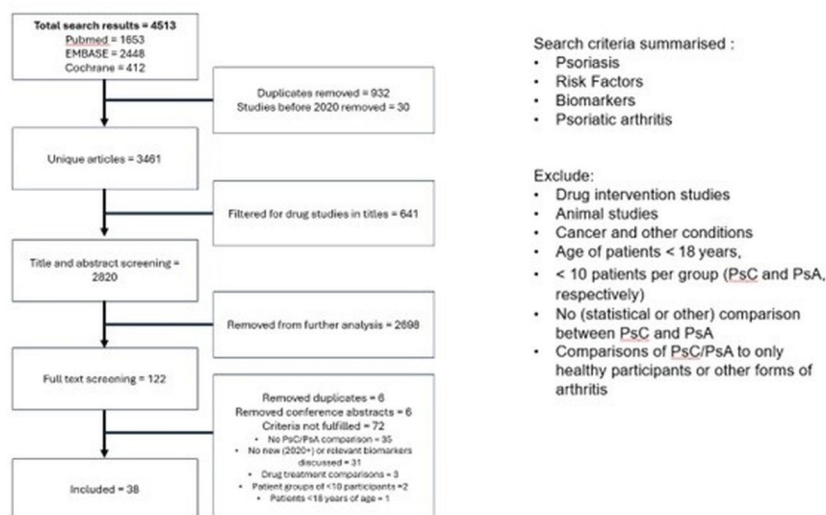 Total search results = 4513
Pubmed = 1653
EMBASE = 2448
Cochrane = 412
Duplicates removed = 932
Studies before 2020 removed = 30
Unique articles = 3461
Filtered for drug studies in titles = 641
Title and abstract screening =
2820
Removed from further analysis = 2698
Full text screening = 122
Removed duplicates = 6
Removed conference abstracts = 6
Criteria not fulfilled = 72
• No PsC/PsA comparison = 35
• No new (2020+) or relevant biomarkers
discussed = 31
• Drug treatment comparisons = 3
• Patient groups of <10 participants =2
• Patients <18 years of age = 1
Included = 38
Search criteria summarised :
• Psoriasis
• Risk Factors
• Biomarkers
• Psoriatic arthritis
Exclude:
• Drug intervention studies
• Animal studies
• Cancer and other conditions
• Age of patients < 18 years,
• < 10 patients per group (PsC and PsA,
respectively)
• No (statistical or other) comparison
between PsC and PsA
• Comparisons of PsC/PsA to only
healthy participants or other forms of
arthritis